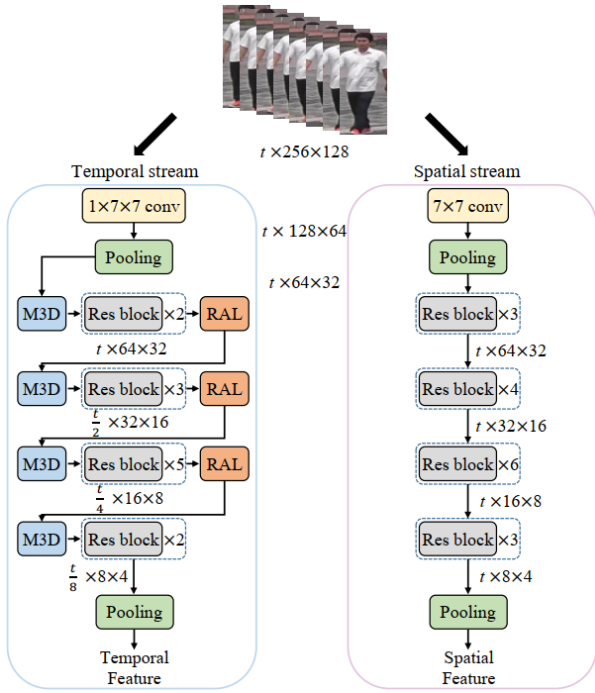 t ×256×128
Temporal stream
Spatial stream
1×7×7 conv
7×7 conv
t ×128×64
Pooling
Pooling
t ×64×32
M3D
Res block ×2
RAL
Res block ×3
t ×64×32
t ×64×32
M3D
Res block ×3
RAL
Res block ×4
t/2 ×32×16
t ×32×16
M3D
Res block ×5
RAL
Res block ×6
t/4 ×16×8
t ×16×8
M3D
Res block ×2
Res block ×3
t/8 ×8×4
t ×8×4
Pooling
Pooling
Temporal
Feature
Spatial
Feature